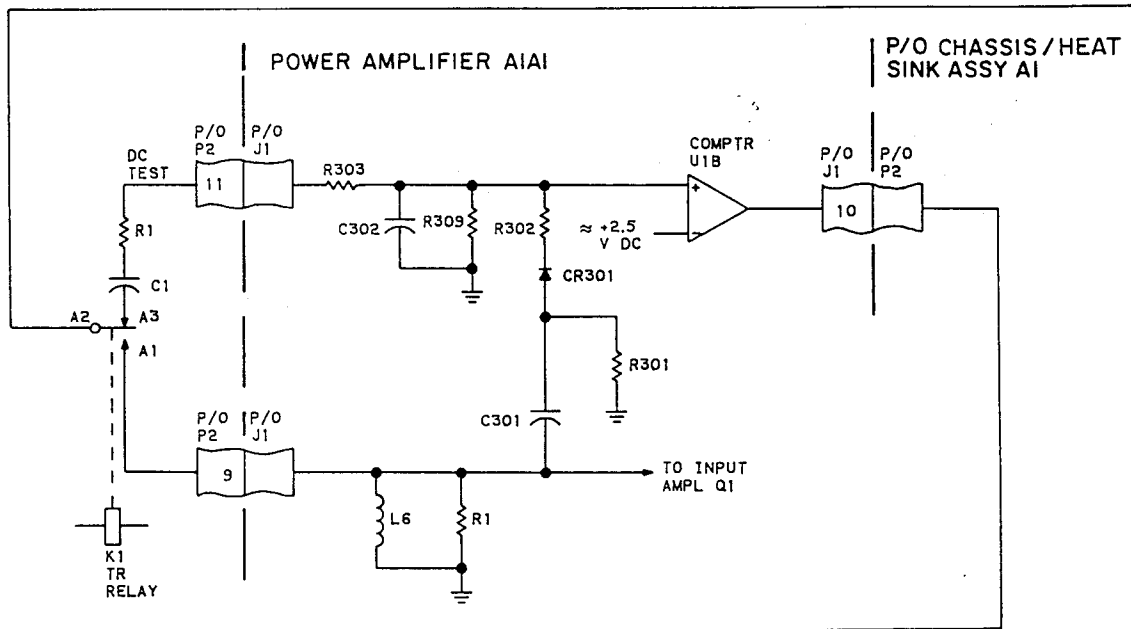 POWER AMPLIFIER A1A1
P/O CHASSIS/HEAT
SINK ASSY A1
P/O
P2
P/O
J1
DC
TEST
11
R303
COMPTR
U1B
P/O
J1
P/O
P2
+
-
10
R1
C302
R309
R302
≈ +2.5
V DC
C1
CR301
A2
A3
A1
R301
C301
P/O
P2
P/O
J1
9
TO INPUT
AMPL Q1
L6
R1
K1
TR
RELAY